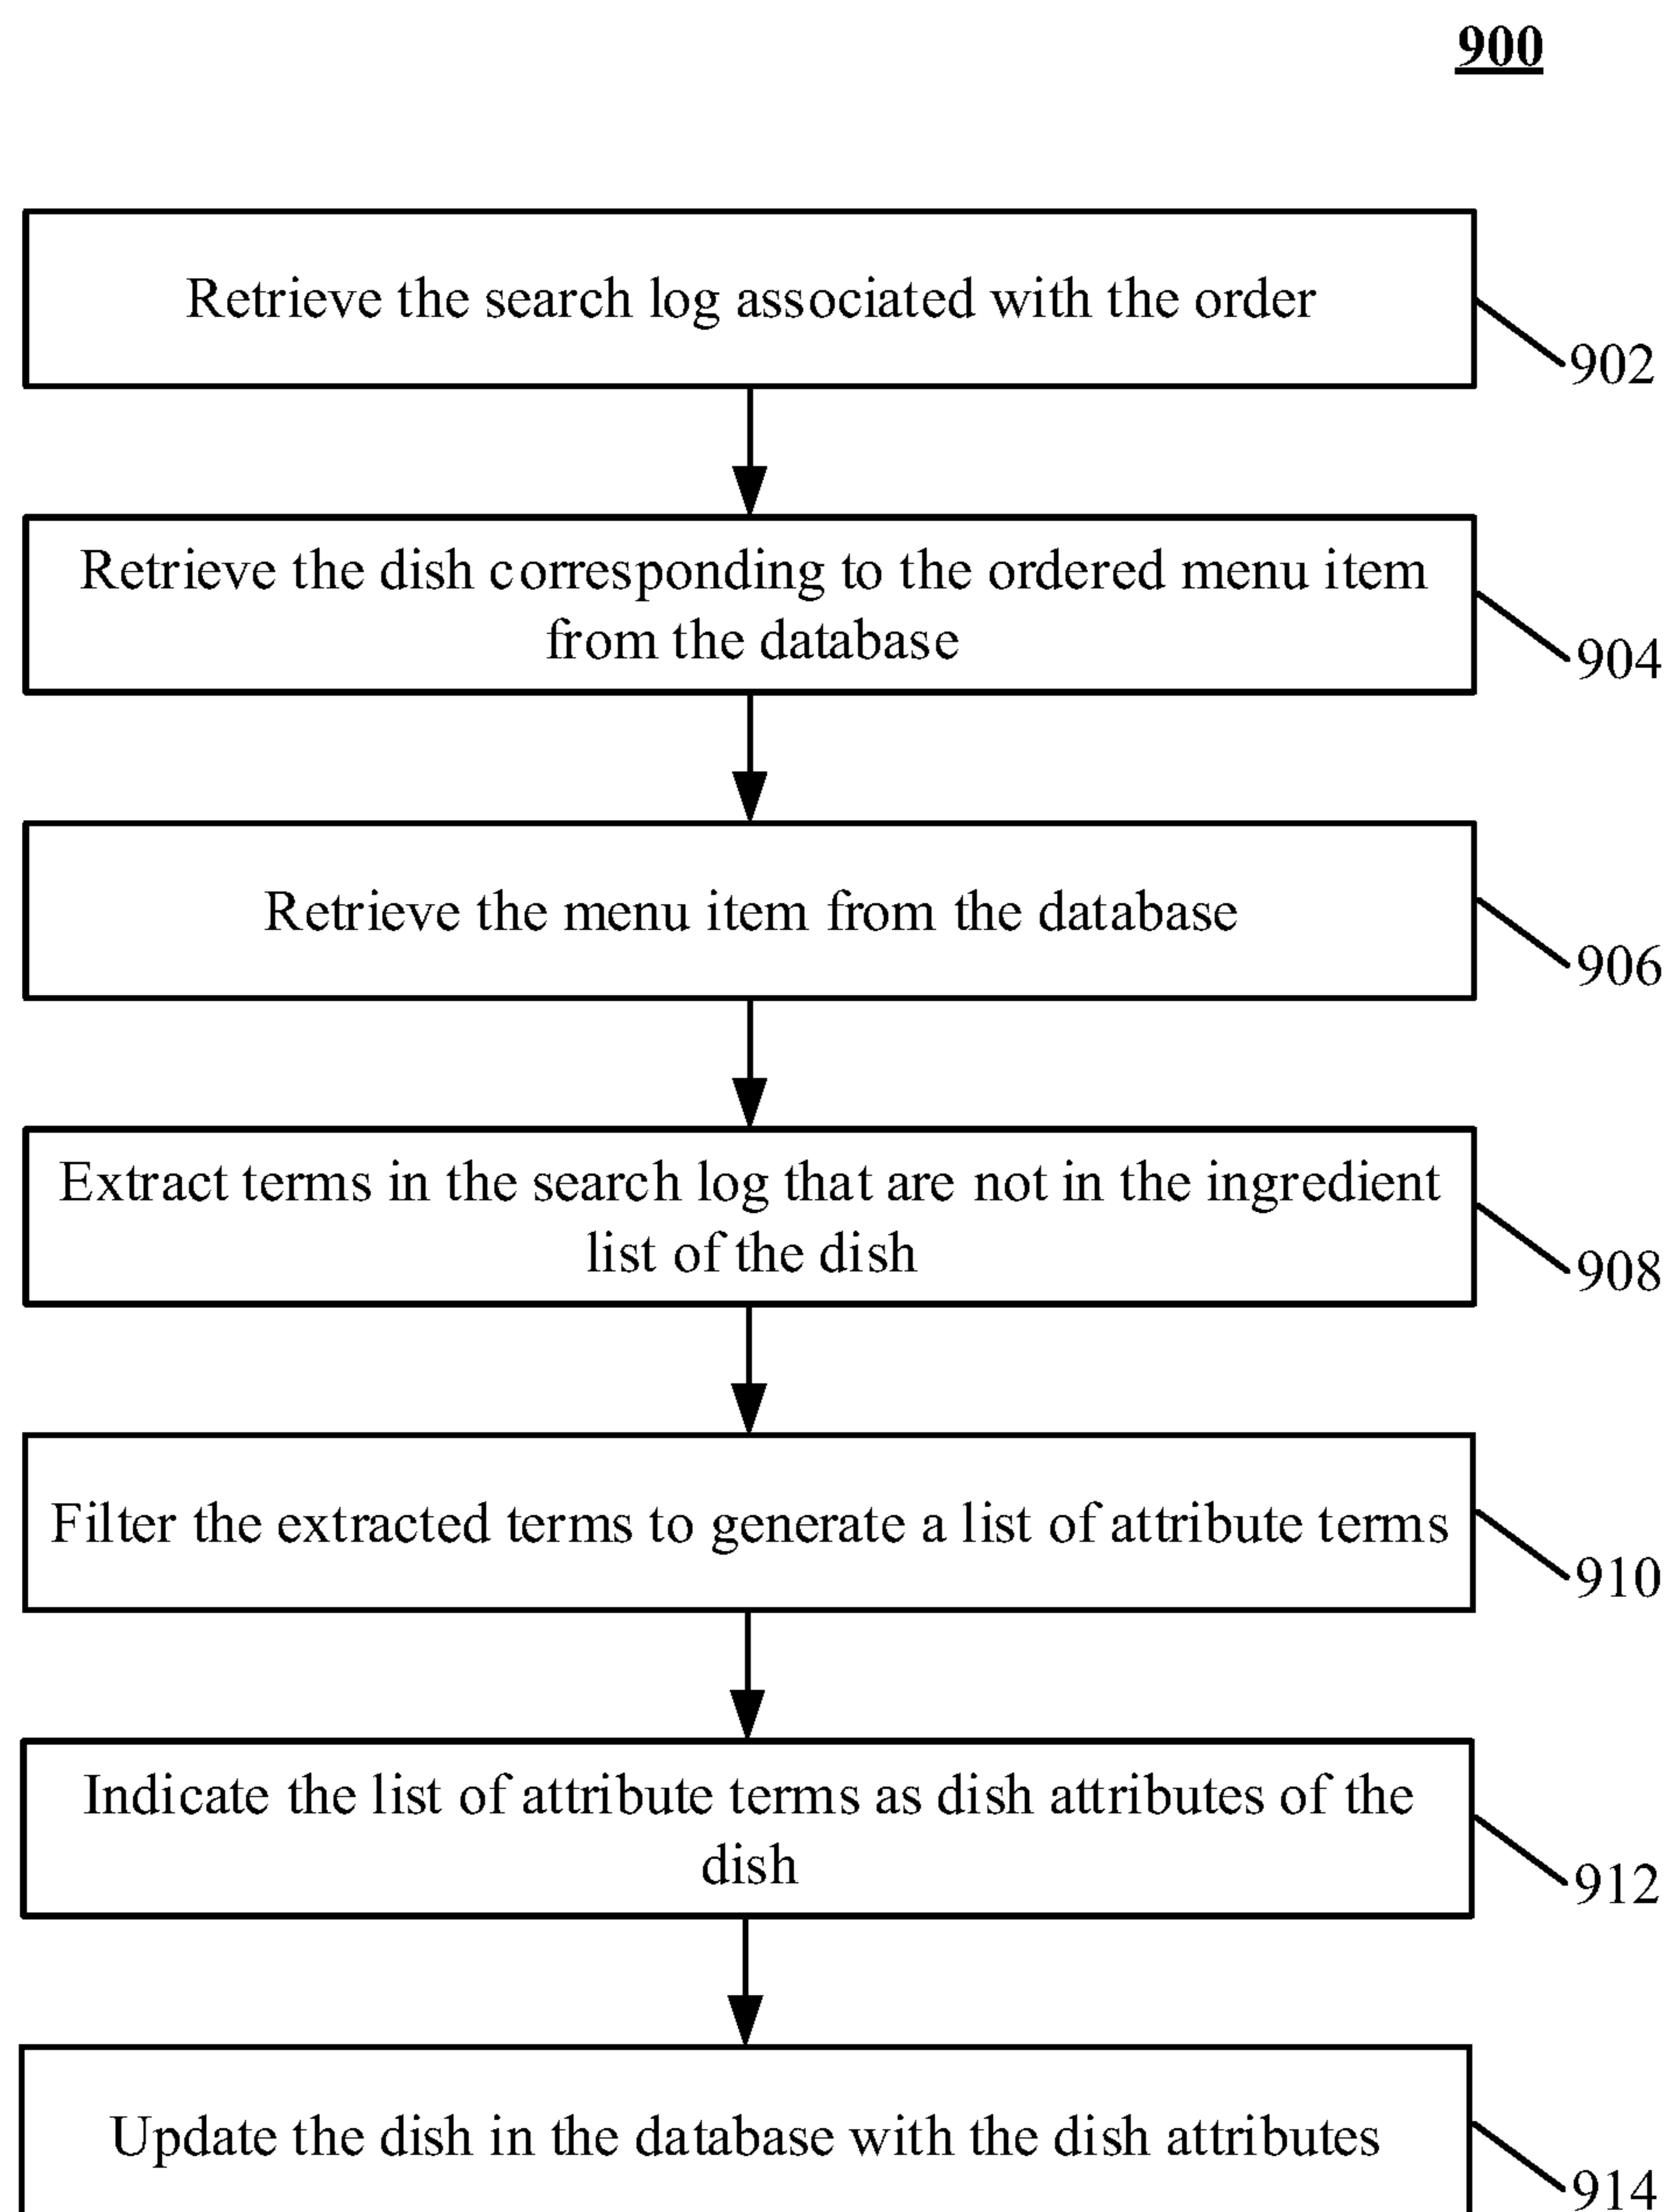 900
Retrieve the search log associated with the order
902
Retrieve the dish corresponding to the ordered menu item
from the database
904
Retrieve the menu item from the database
906
Extract terms in the search log that are not in the ingredient
list of the dish
908
Filter the extracted terms to generate a list of attribute terms
910
Indicate the list of attribute terms as dish attributes of the
dish
912
Update the dish in the database with the dish attributes
914